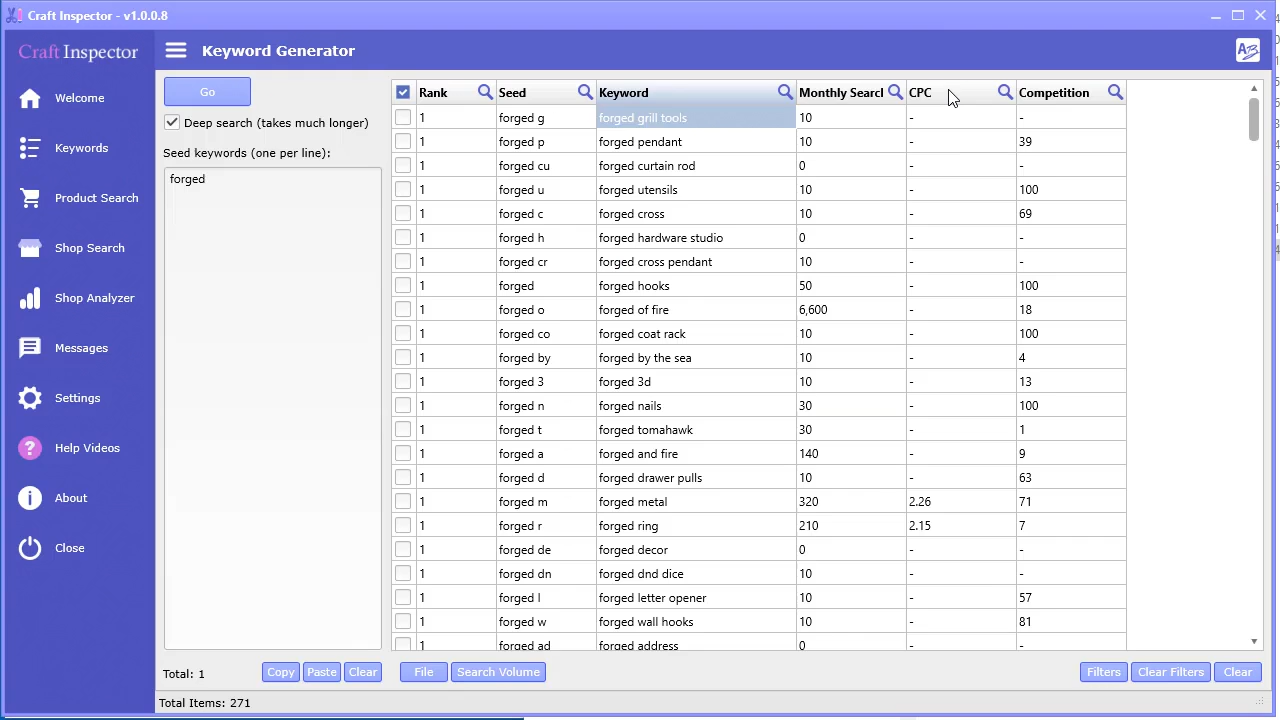 Craft Inspector - v1.0.0.8
Craft Inspector
Keyword Generator
Welcome
Keywords
Product Search
Shop Search
Shop Analyzer
Messages
Settings
Help Videos
About
Close
Go
Deep search (takes much longer)
Seed keywords (one per line):
forged
Total: 1
Copy Paste Clear
Rank Seed Keyword Monthly Searcl CPC Competition
1 forged g forged grill tools 10 - -
1 forged p forged pendant 10 - 39
1 forged cu forged curtain rod 0 - -
1 forged u forged utensils 10 - 100
1 forged c forged cross 10 - 69
1 forged h forged hardware studio 0 - -
1 forged cr forged cross pendant 10 - -
1 forged forged hooks 50 - 100
1 forged o forged of fire 6,600 - 18
1 forged co forged coat rack 10 - 100
1 forged by forged by the sea 10 - 4
1 forged 3 forged 3d 10 - 13
1 forged n forged nails 30 - 100
1 forged t forged tomahawk 30 - 1
1 forged a forged and fire 140 - 9
1 forged d forged drawer pulls 10 - 63
1 forged m forged metal 320 2.26 71
1 forged r forged ring 210 2.15 7
1 forged de forged decor 0 - -
1 forged dn forged dnd dice 10 - -
1 forged l forged letter opener 10 - 57
1 forged w forged wall hooks 10 - 81
1 forged ad forged address 0 - -
File Search Volume Filters Clear Filters Clear
Total Items: 271